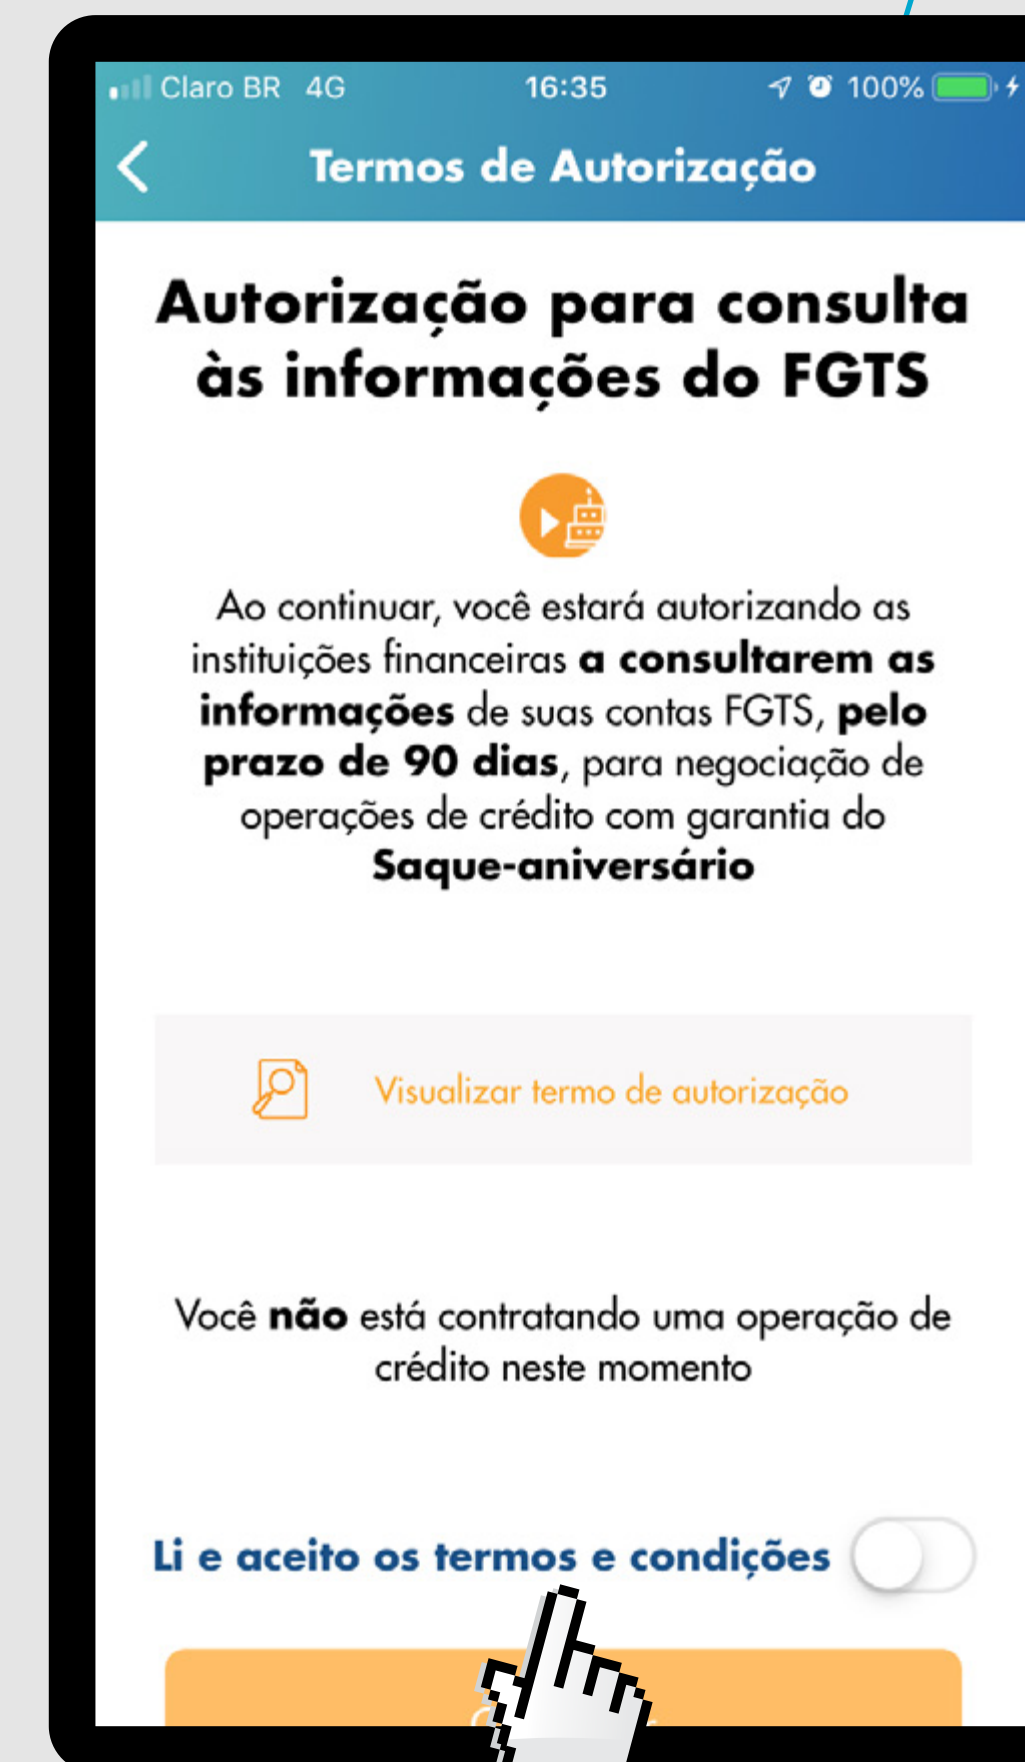 Claro BR 4G 16:35 100%
Termos de Autorização
Autorização para consulta
às informações do FGTS
Ao continuar, você estará autorizando as
instituições financeiras a consultarem as
informações de suas contas FGTS, pelo
prazo de 90 dias, para negociação de
operações de crédito com garantia do
Saque-aniversário
Visualizar termo de autorização
Você não está contratando uma operação de
crédito neste momento
Li e aceito os termos e condições